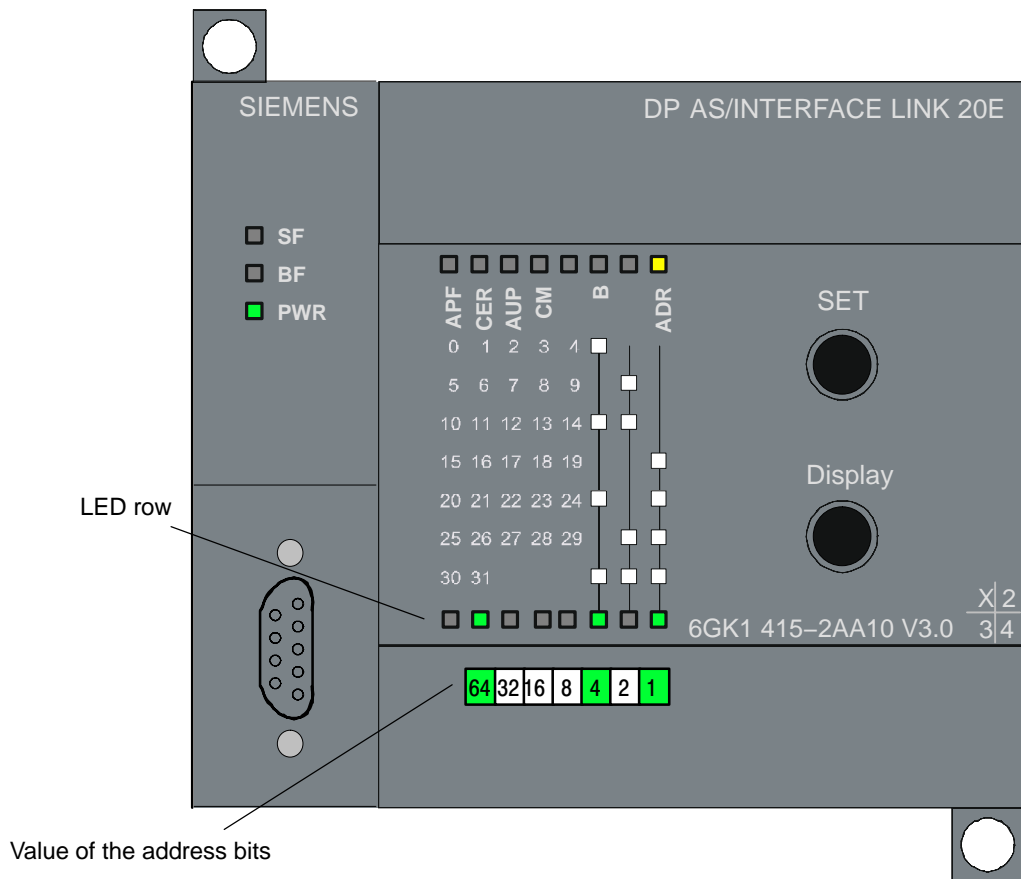 SIEMENS
DP AS/INTERFACE LINK 20E
SF
BF
PWR
APF CER AUP CM B ADR
0 1 2 3 4
5 6 7 8 9
10 11 12 13 14
15 16 17 18 19
20 21 22 23 24
25 26 27 28 29
30 31
SET
Display
LED row
X 2
3 4
6GK1 415–2AA10 V3.0
64 32 16 8 4 2 1
Value of the address bits